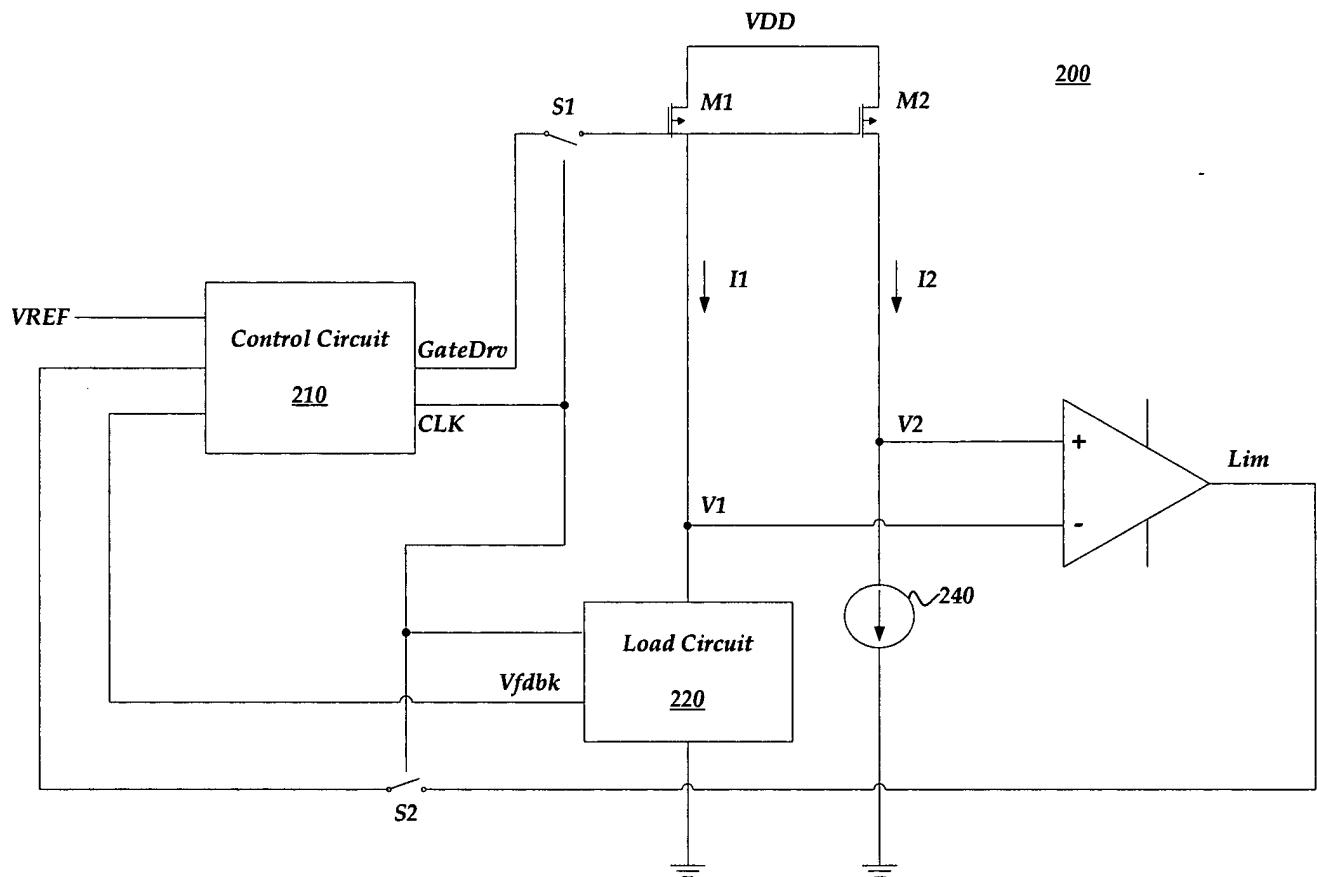 VDD
200
S1
M1
M2
I1
I2
VREF
Control Circuit
210
GateDrv
CLK
V2
+
Lim
V1
-
240
Load Circuit
220
Vfdbk
S2